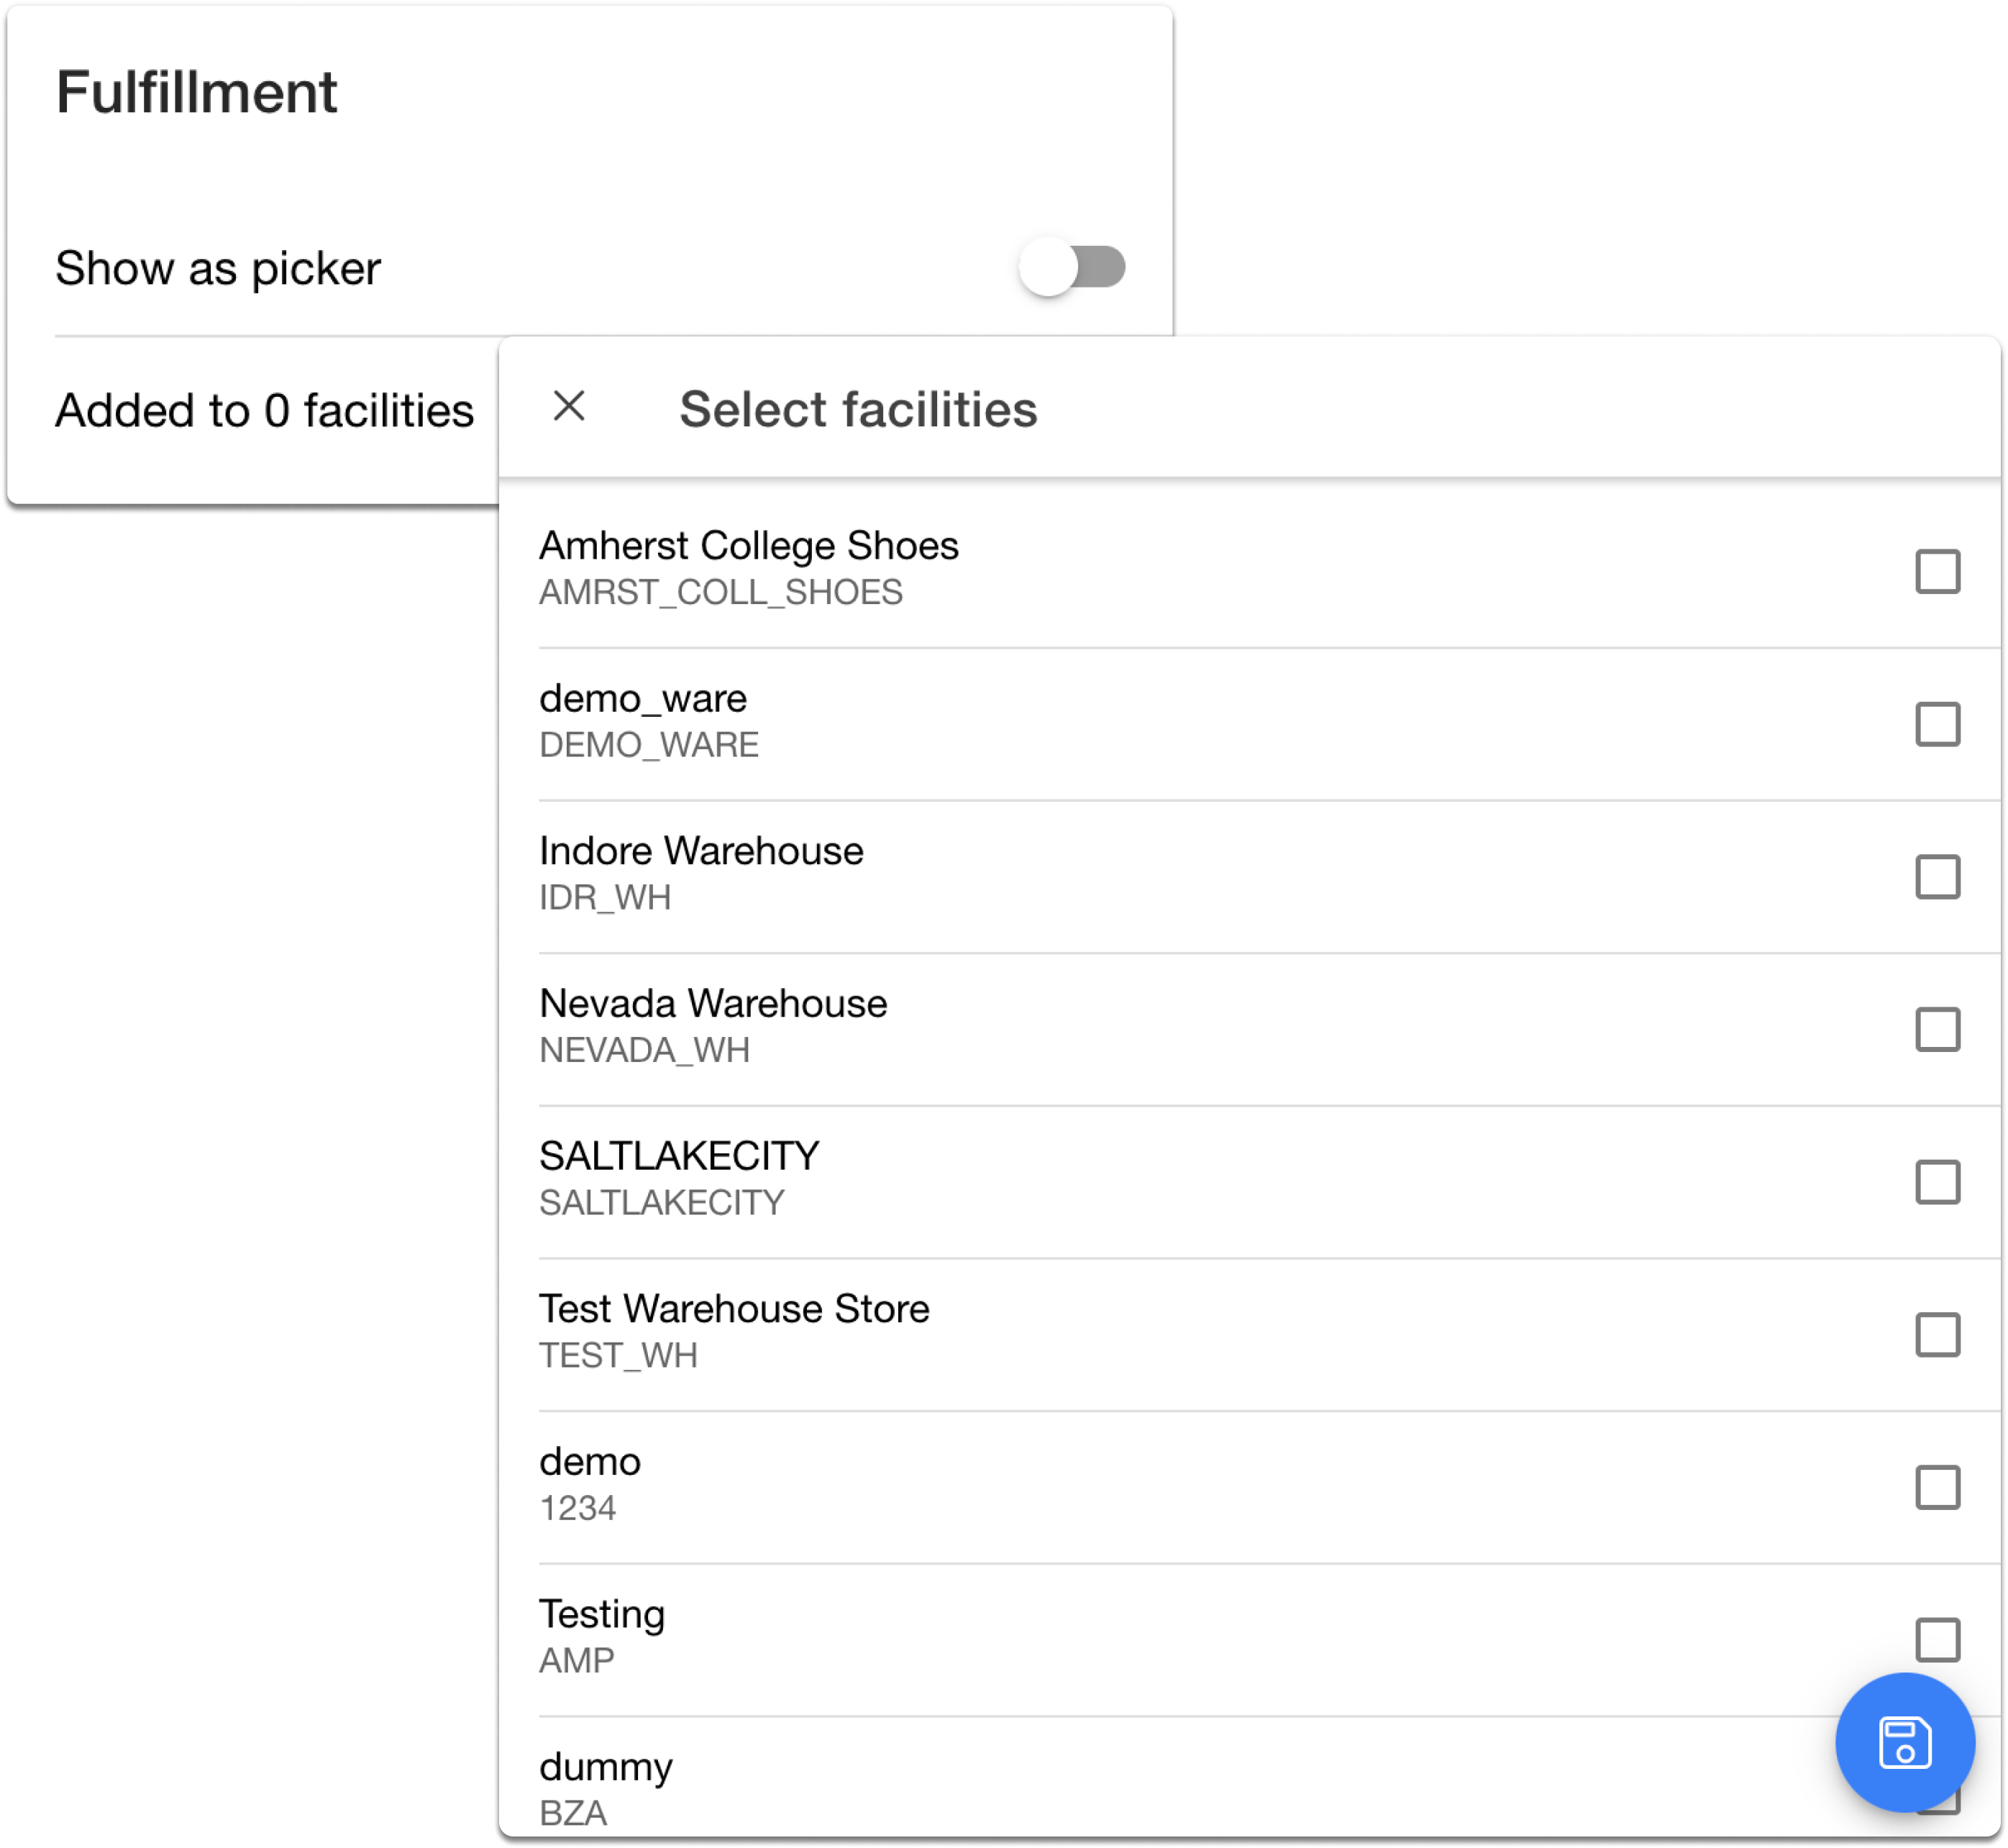 Fulfillment
Show as picker
Added to 0 facilities
Select facilities
Amherst College Shoes
AMRST_COLL_SHOES
demo_ware
DEMO_WARE
Indore Warehouse
IDR_WH
Nevada Warehouse
NEVADA_WH
SALTLAKECITY
SALTLAKECITY
Test Warehouse Store
TEST_WH
demo
1234
Testing
AMP
dummy
BZA